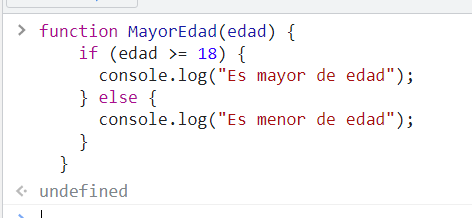 function MayorEdad(edad) {
if (edad >= 18) {
console.log("Es mayor de edad");
} else {
console.log("Es menor de edad");
}
}
undefined